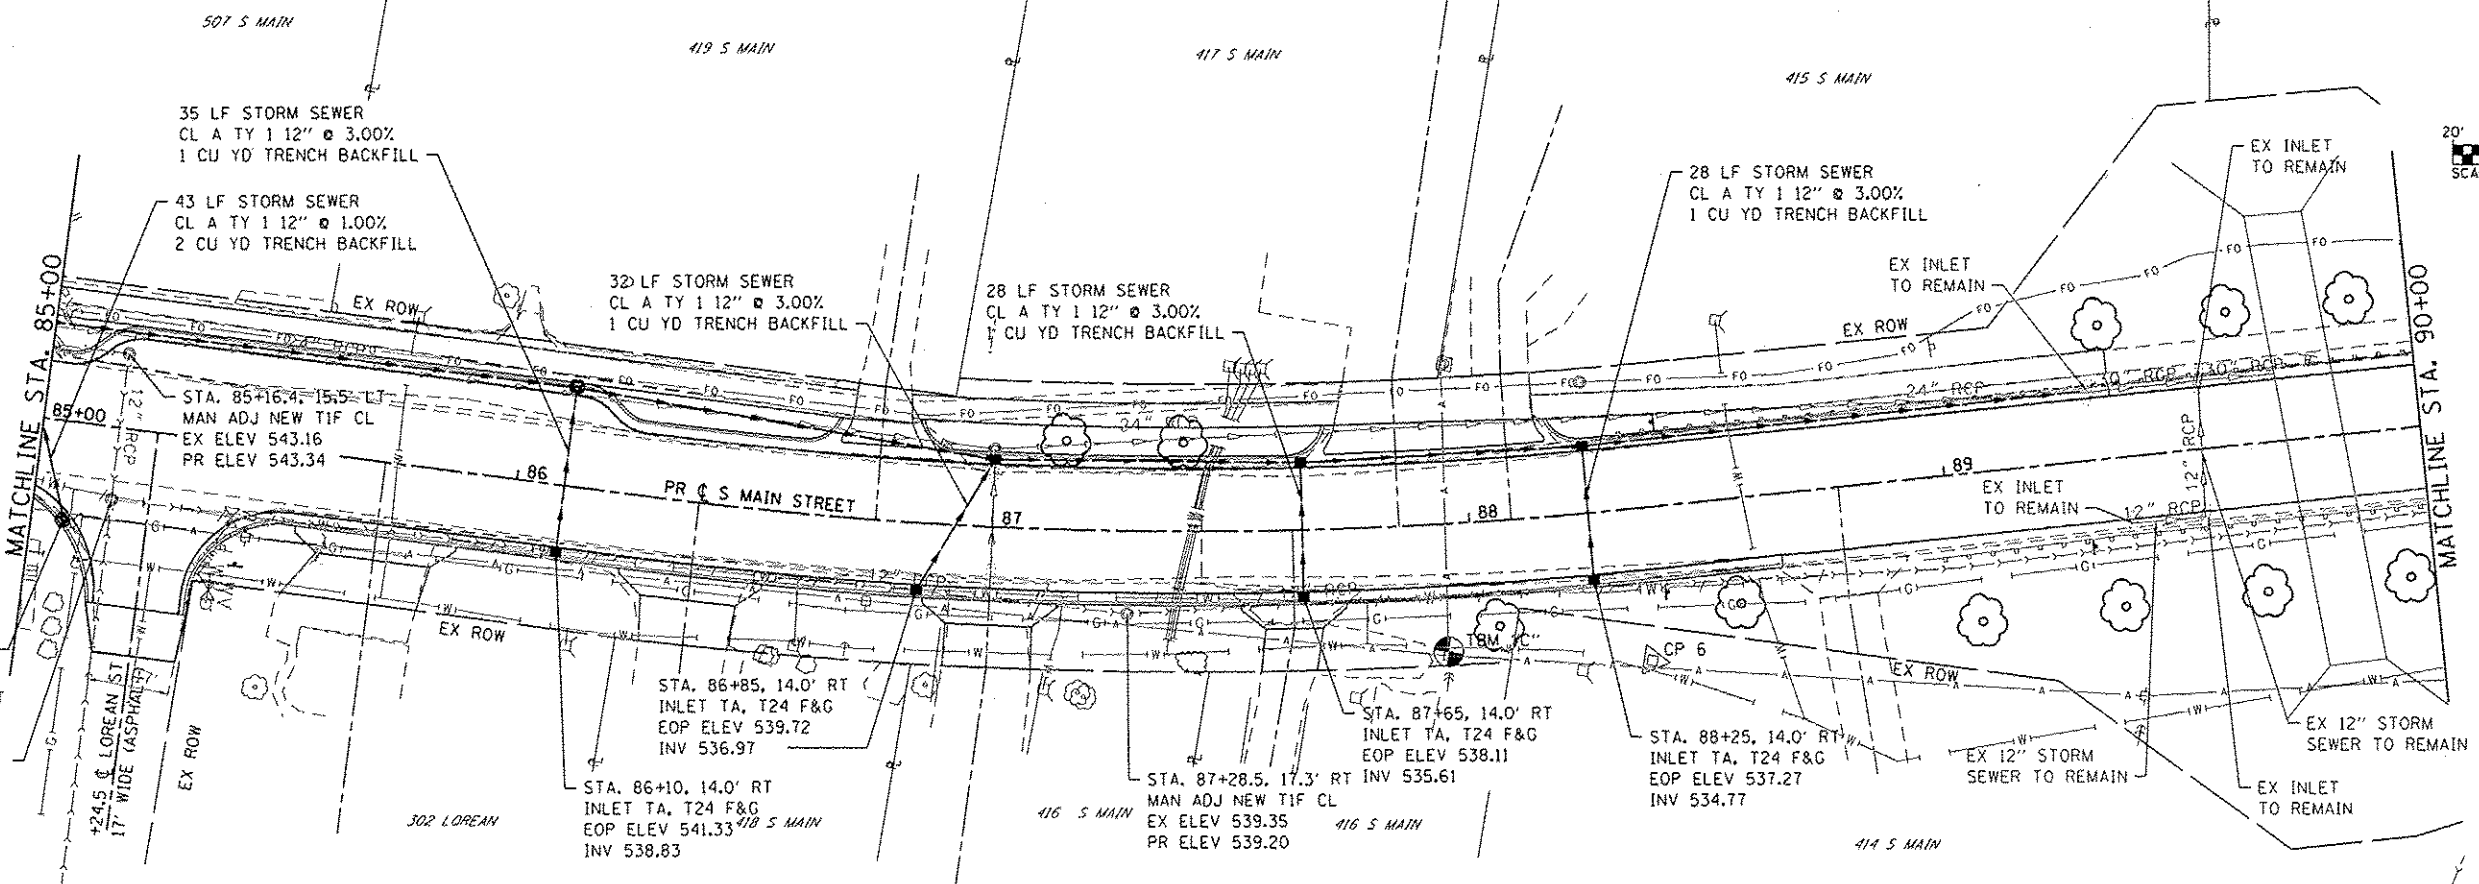 507 S MAIN
419 S MAIN
417 S MAIN
415 S MAIN
35 LF STORM SEWER
CL A TY 1 12" @ 3.00%
1 CU YD TRENCH BACKFILL
43 LF STORM SEWER
CL A TY 1 12" @ 1.00%
2 CU YD TRENCH BACKFILL
32 LF STORM SEWER
CL A TY 1 12" @ 3.00%
1 CU YD TRENCH BACKFILL
28 LF STORM SEWER
CL A TY 1 12" @ 3.00%
1 CU YD TRENCH BACKFILL
28 LF STORM SEWER
CL A TY 1 12" @ 3.00%
1 CU YD TRENCH BACKFILL
EX INLET
TO REMAIN
20'
EX INLET
TO REMAIN
MATCHLINE STA. 85+00
MATCHLINE STA. 90+00
EX ROW
EX ROW
STA. 85+16.4, 15.5' LT
MAN ADJ NEW T1F CL
EX ELEV 543.16
PR ELEV 543.34
85+00
12" RCP
86
PR ℄ S MAIN STREET
87
88
89
24"
24" RCP
30" RCP
12" RCP
12" RCP
EX INLET
TO REMAIN
EX ROW
EX ROW
EX ROW
TBM "C"
CP 6
+24.5 ℄ LOREAN ST
17' WIDE (ASPHALT)
STA. 86+85, 14.0' RT
INLET TA, T24 F&G
EOP ELEV 539.72
INV 536.97
STA. 86+10, 14.0' RT
INLET TA, T24 F&G
EOP ELEV 541.33
INV 538.83
STA. 87+28.5, 17.3' RT
MAN ADJ NEW T1F CL
EX ELEV 539.35
PR ELEV 539.20
STA. 87+65, 14.0' RT
INLET TA, T24 F&G
EOP ELEV 538.11
INV 535.61
STA. 88+25, 14.0' RT
INLET TA, T24 F&G
EOP ELEV 537.27
INV 534.77
EX 12" STORM
SEWER TO REMAIN
EX 12" STORM
SEWER TO REMAIN
EX INLET
TO REMAIN
302 LOREAN
418 S MAIN
416 S MAIN
416 S MAIN
414 S MAIN